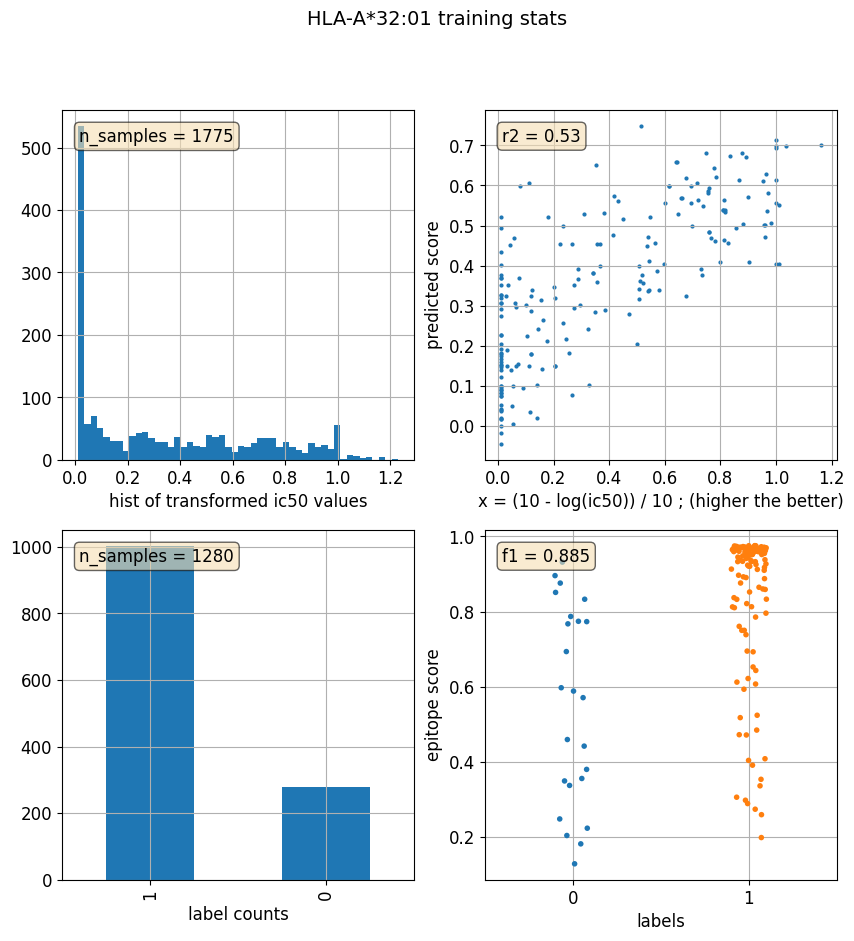 HLA-A*32:01 training stats
n_samples = 1775
500
400
300
200
100
0
0.0 0.2 0.4 0.6 0.8 1.0 1.2
hist of transformed ic50 values
r2 = 0.53
predicted score
0.7
0.6
0.5
0.4
0.3
0.2
0.1
0.0
0.0 0.2 0.4 0.6 0.8 1.0 1.2
x = (10 - log(ic50)) / 10 ; (higher the better)
n_samples = 1280
1000
800
600
400
200
0
1 0
label counts
f1 = 0.885
epitope score
1.0
0.8
0.6
0.4
0.2
0 1
labels